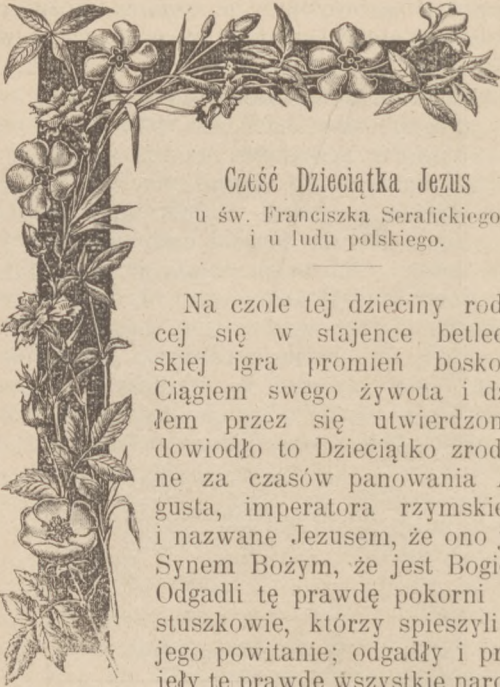 Cześć Dzieciątka Jezus
u św. Franciszka Serafickiego
i u ludu polskiego.
Na czole tej dzieciny rod
cej się w stajence betlee
skiej igra promień bosko
Ciągiem swego żywota i dz
łem przez się utwierdzon
dowiodło to Dzieciątko zrod
ne za czasów panowania
gusta, imperatora rzymskie
i nazwane Jezusem, że ono
Synem Bożym, że jest Bogie
Odgadli tę prawdę pokorni
stuszkowie, którzy spieszyli
jego powitanie; odgadły i pr
jęły tę prawdę wszystkie naro